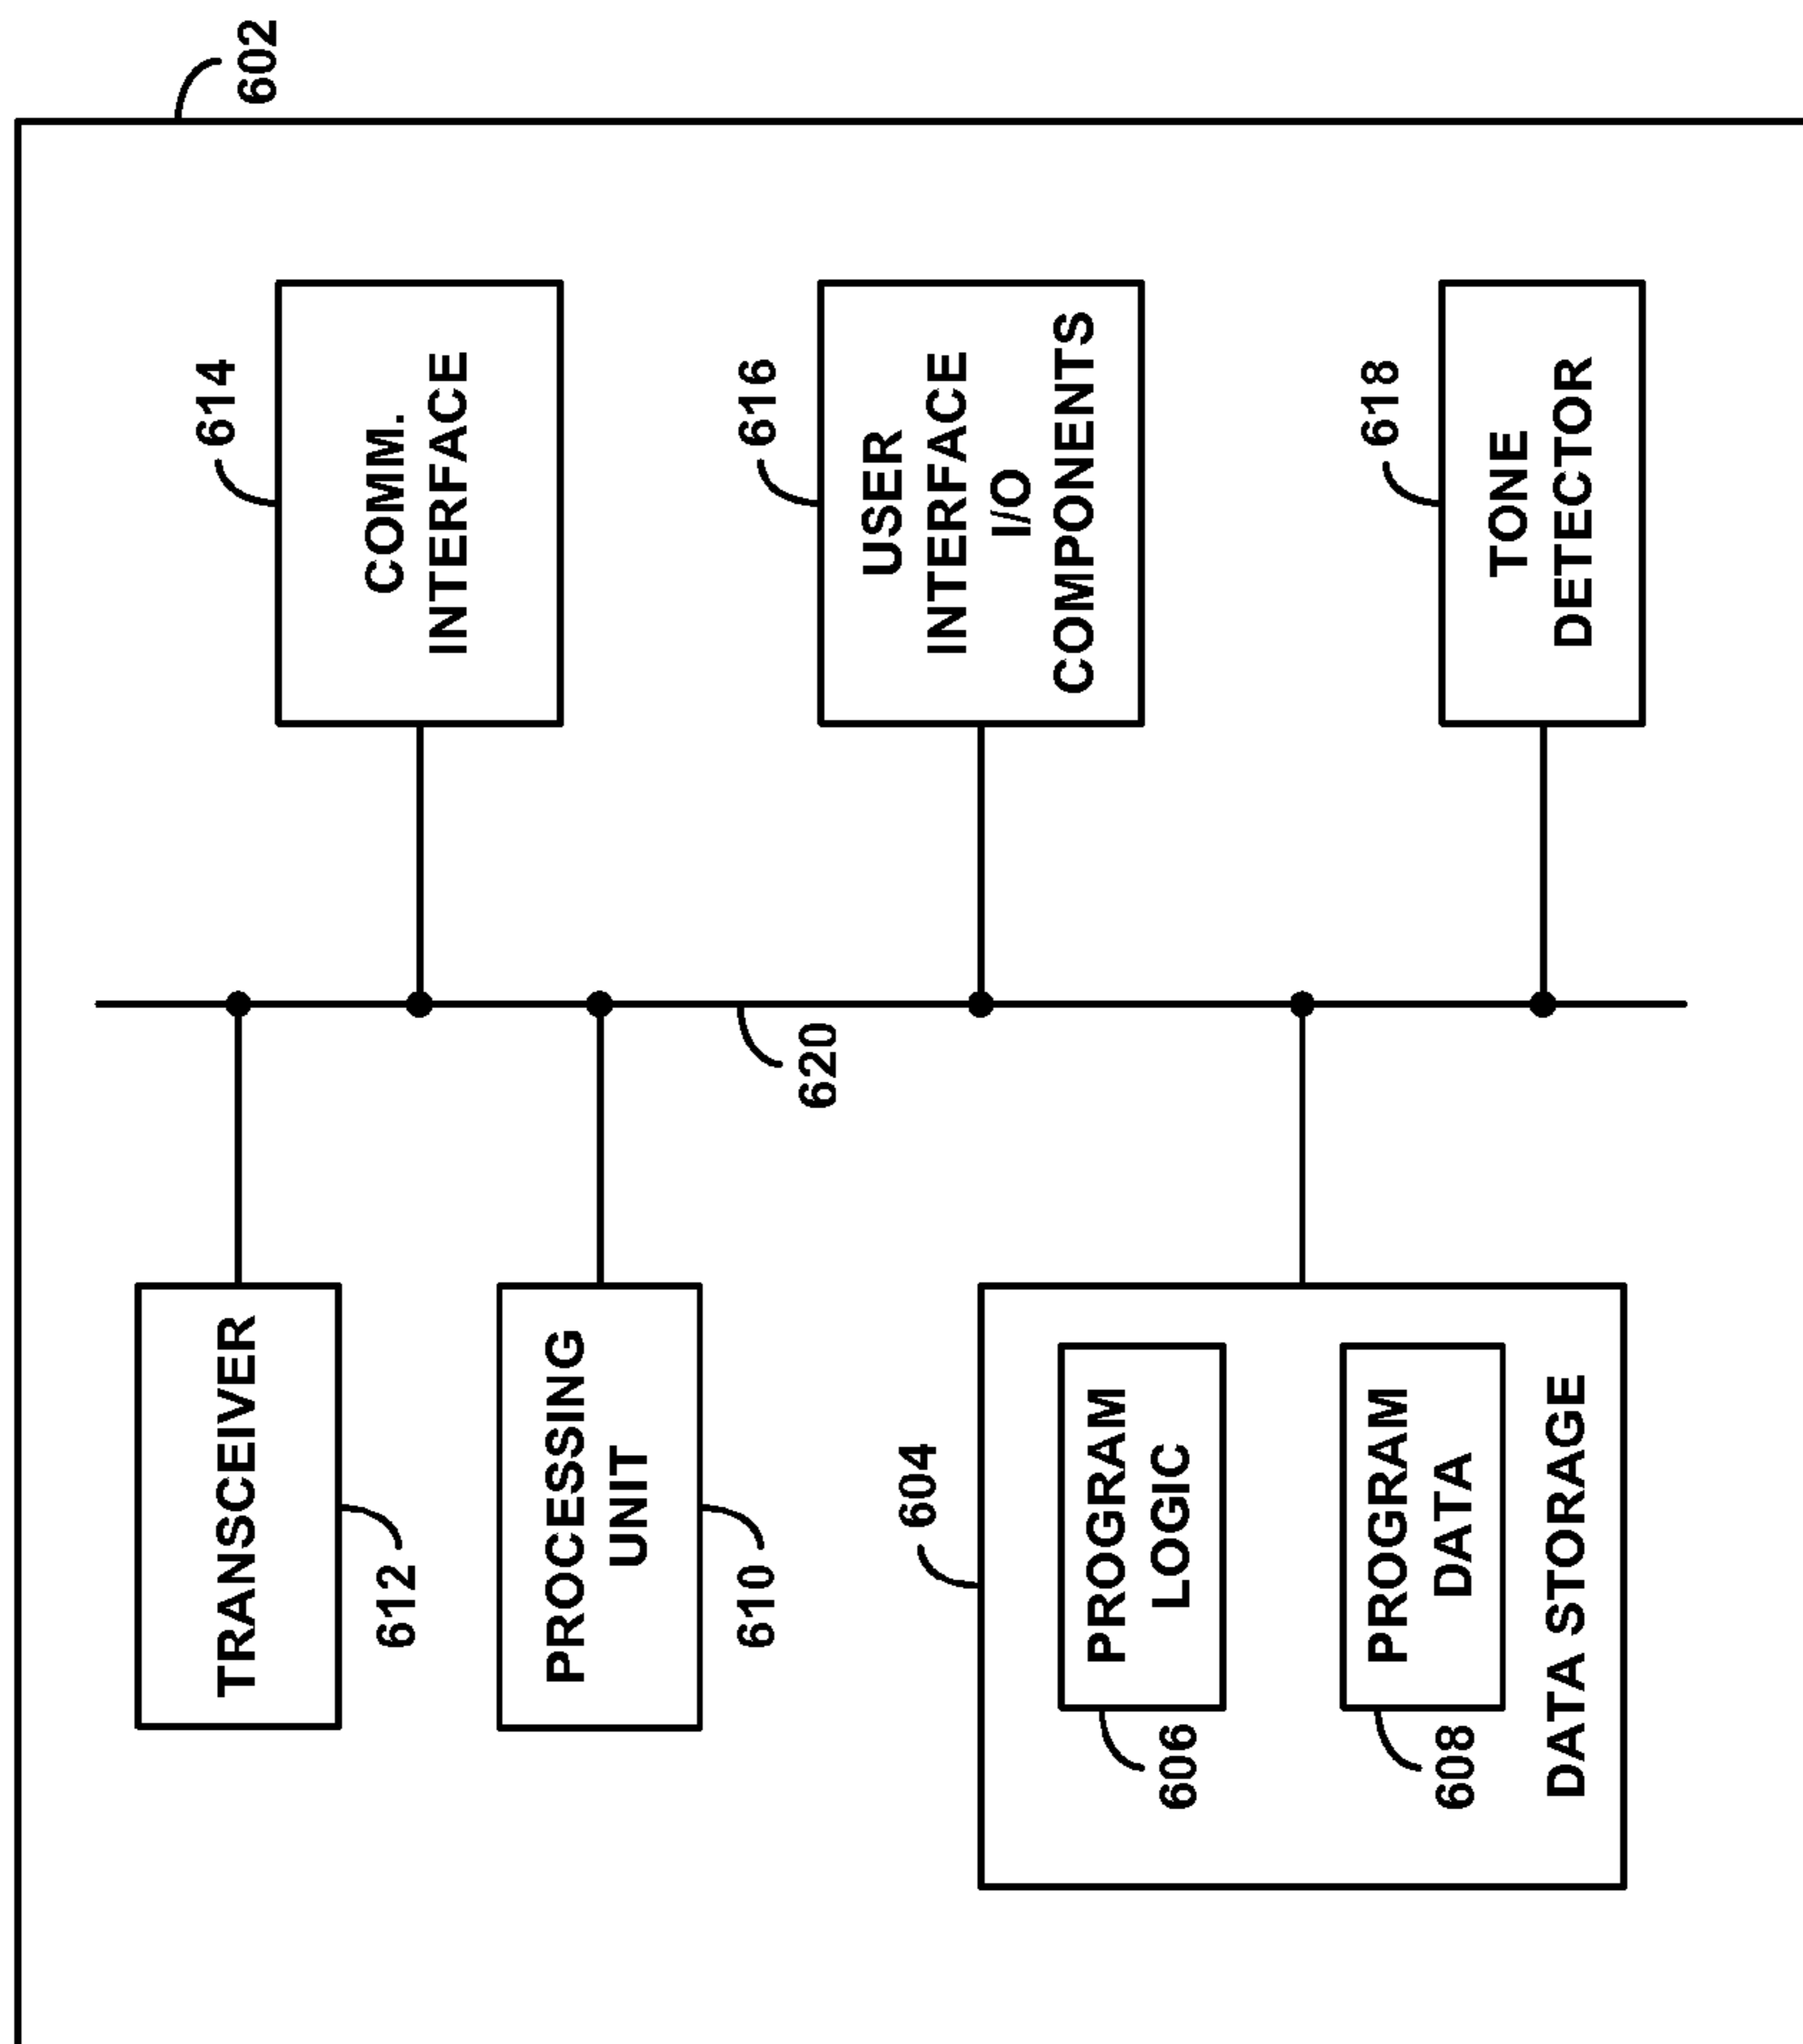 602
TRANSCEIVER
612
PROCESSING
UNIT
610
604
PROGRAM
LOGIC
606
PROGRAM
DATA
608
DATA STORAGE
620
614
COMM.
INTERFACE
616
USER
INTERFACE
I/O
COMPONENTS
618
TONE
DETECTOR